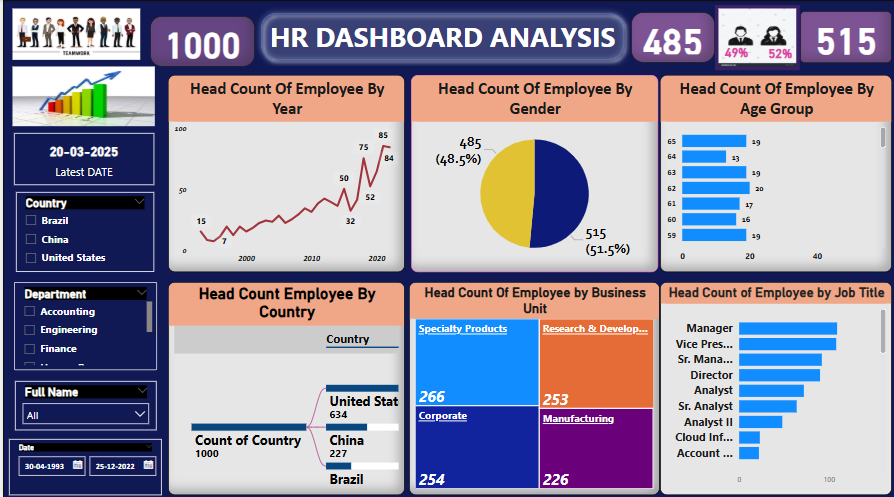 TEAMWORK
1000
HR DASHBOARD ANALYSIS
485
49%
52%
515
20-03-2025
Latest DATE
Country
Brazil
China
United States
Department
Accounting
Engineering
Finance
Full Name
All
Date
30-04-1993
25-12-2022
Head Count Of Employee By
Year
100
50
0
15
7
50
32
75
52
85
84
2000
2010
2020
Head Count Of Employee By
Gender
485
(48.5%)
515
(51.5%)
Head Count Of Employee By
Age Group
65 19
64 13
63 19
62 20
61 17
60 16
59 19
0 20 40
Head Count Employee By
Country
Country
Count of Country
1000
United Stat
634
China
227
Brazil
Head Count Of Employee by Business
Unit
Specialty Products
266
Research & Develop...
253
Corporate
254
Manufacturing
226
Head Count of Employee by Job Title
Manager
Vice Pres...
Sr. Mana...
Director
Analyst
Sr. Analyst
Analyst II
Cloud Inf...
Account ...
0 100